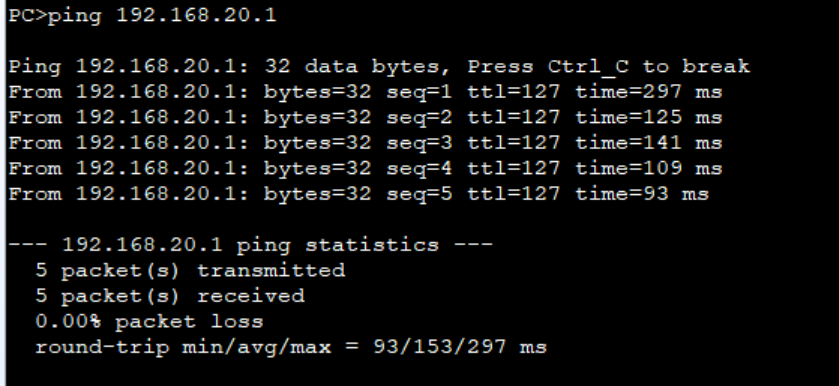 PC>ping 192.168.20.1
Ping 192.168.20.1: 32 data bytes, Press Ctrl_C to break
From 192.168.20.1: bytes=32 seq=1 ttl=127 time=297 ms
From 192.168.20.1: bytes=32 seq=2 ttl=127 time=125 ms
From 192.168.20.1: bytes=32 seq=3 ttl=127 time=141 ms
From 192.168.20.1: bytes=32 seq=4 ttl=127 time=109 ms
From 192.168.20.1: bytes=32 seq=5 ttl=127 time=93 ms
--- 192.168.20.1 ping statistics ---
5 packet(s) transmitted
5 packet(s) received
0.00% packet loss
round-trip min/avg/max = 93/153/297 ms